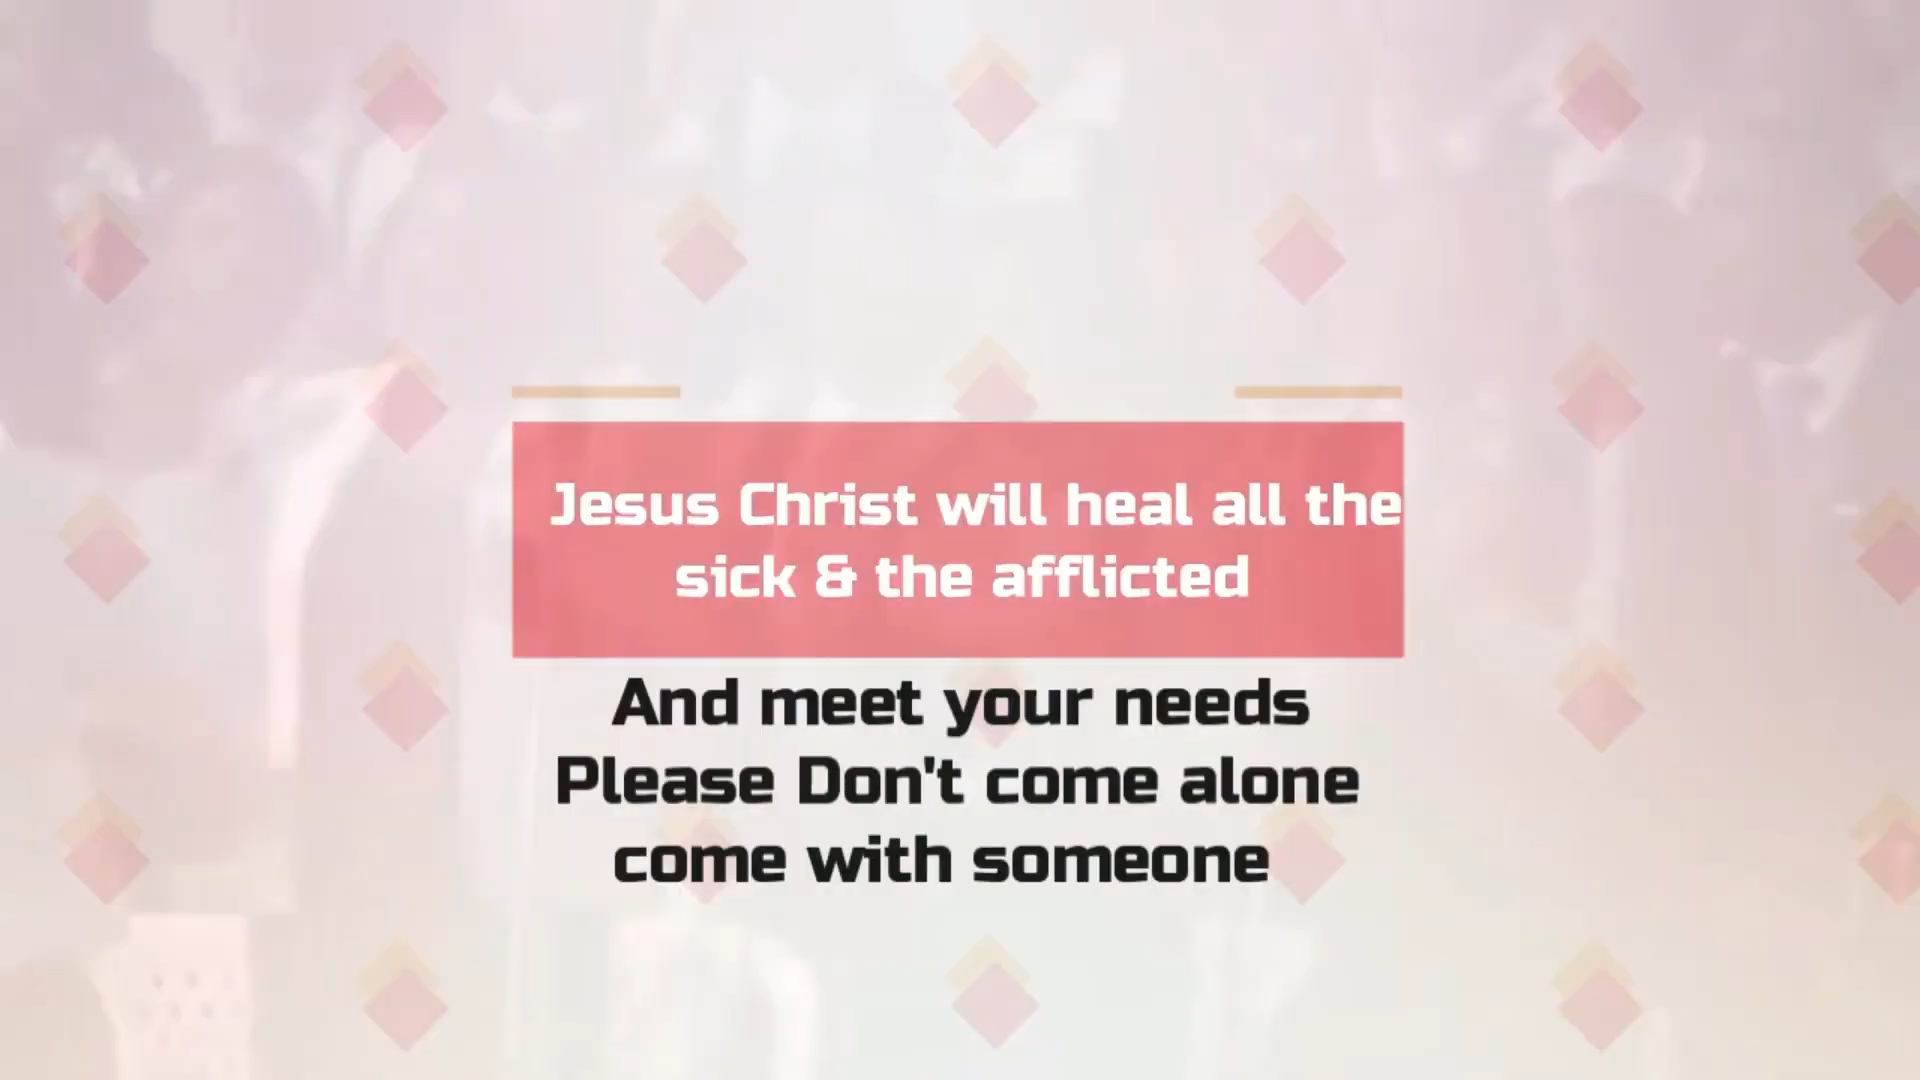 Jesus Christ will heal all the
sick & the afflicted
And meet your needs
Please Don't come alone
come with someone